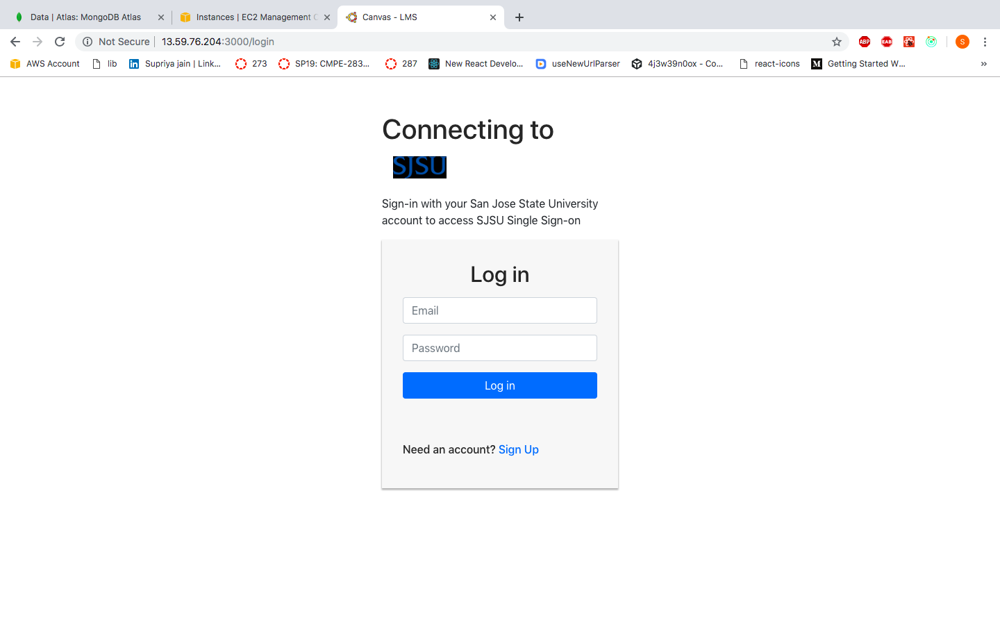 Data | Atlas: MongoDB Atlas
Instances | EC2 Management C
Canvas - LMS
Not Secure | 13.59.76.204:3000/login
ABP
EAB
S
AWS Account
lib
in Supriya jain | Link...
273
SP19: CMPE-283...
287
New React Develo...
useNewUrlParser
4j3w39n0ox - Co...
react-icons
M Getting Started W...
»
Connecting to
SJSU
Sign-in with your San Jose State University
account to access SJSU Single Sign-on
Log in
Email
Password
Log in
Need an account? Sign Up